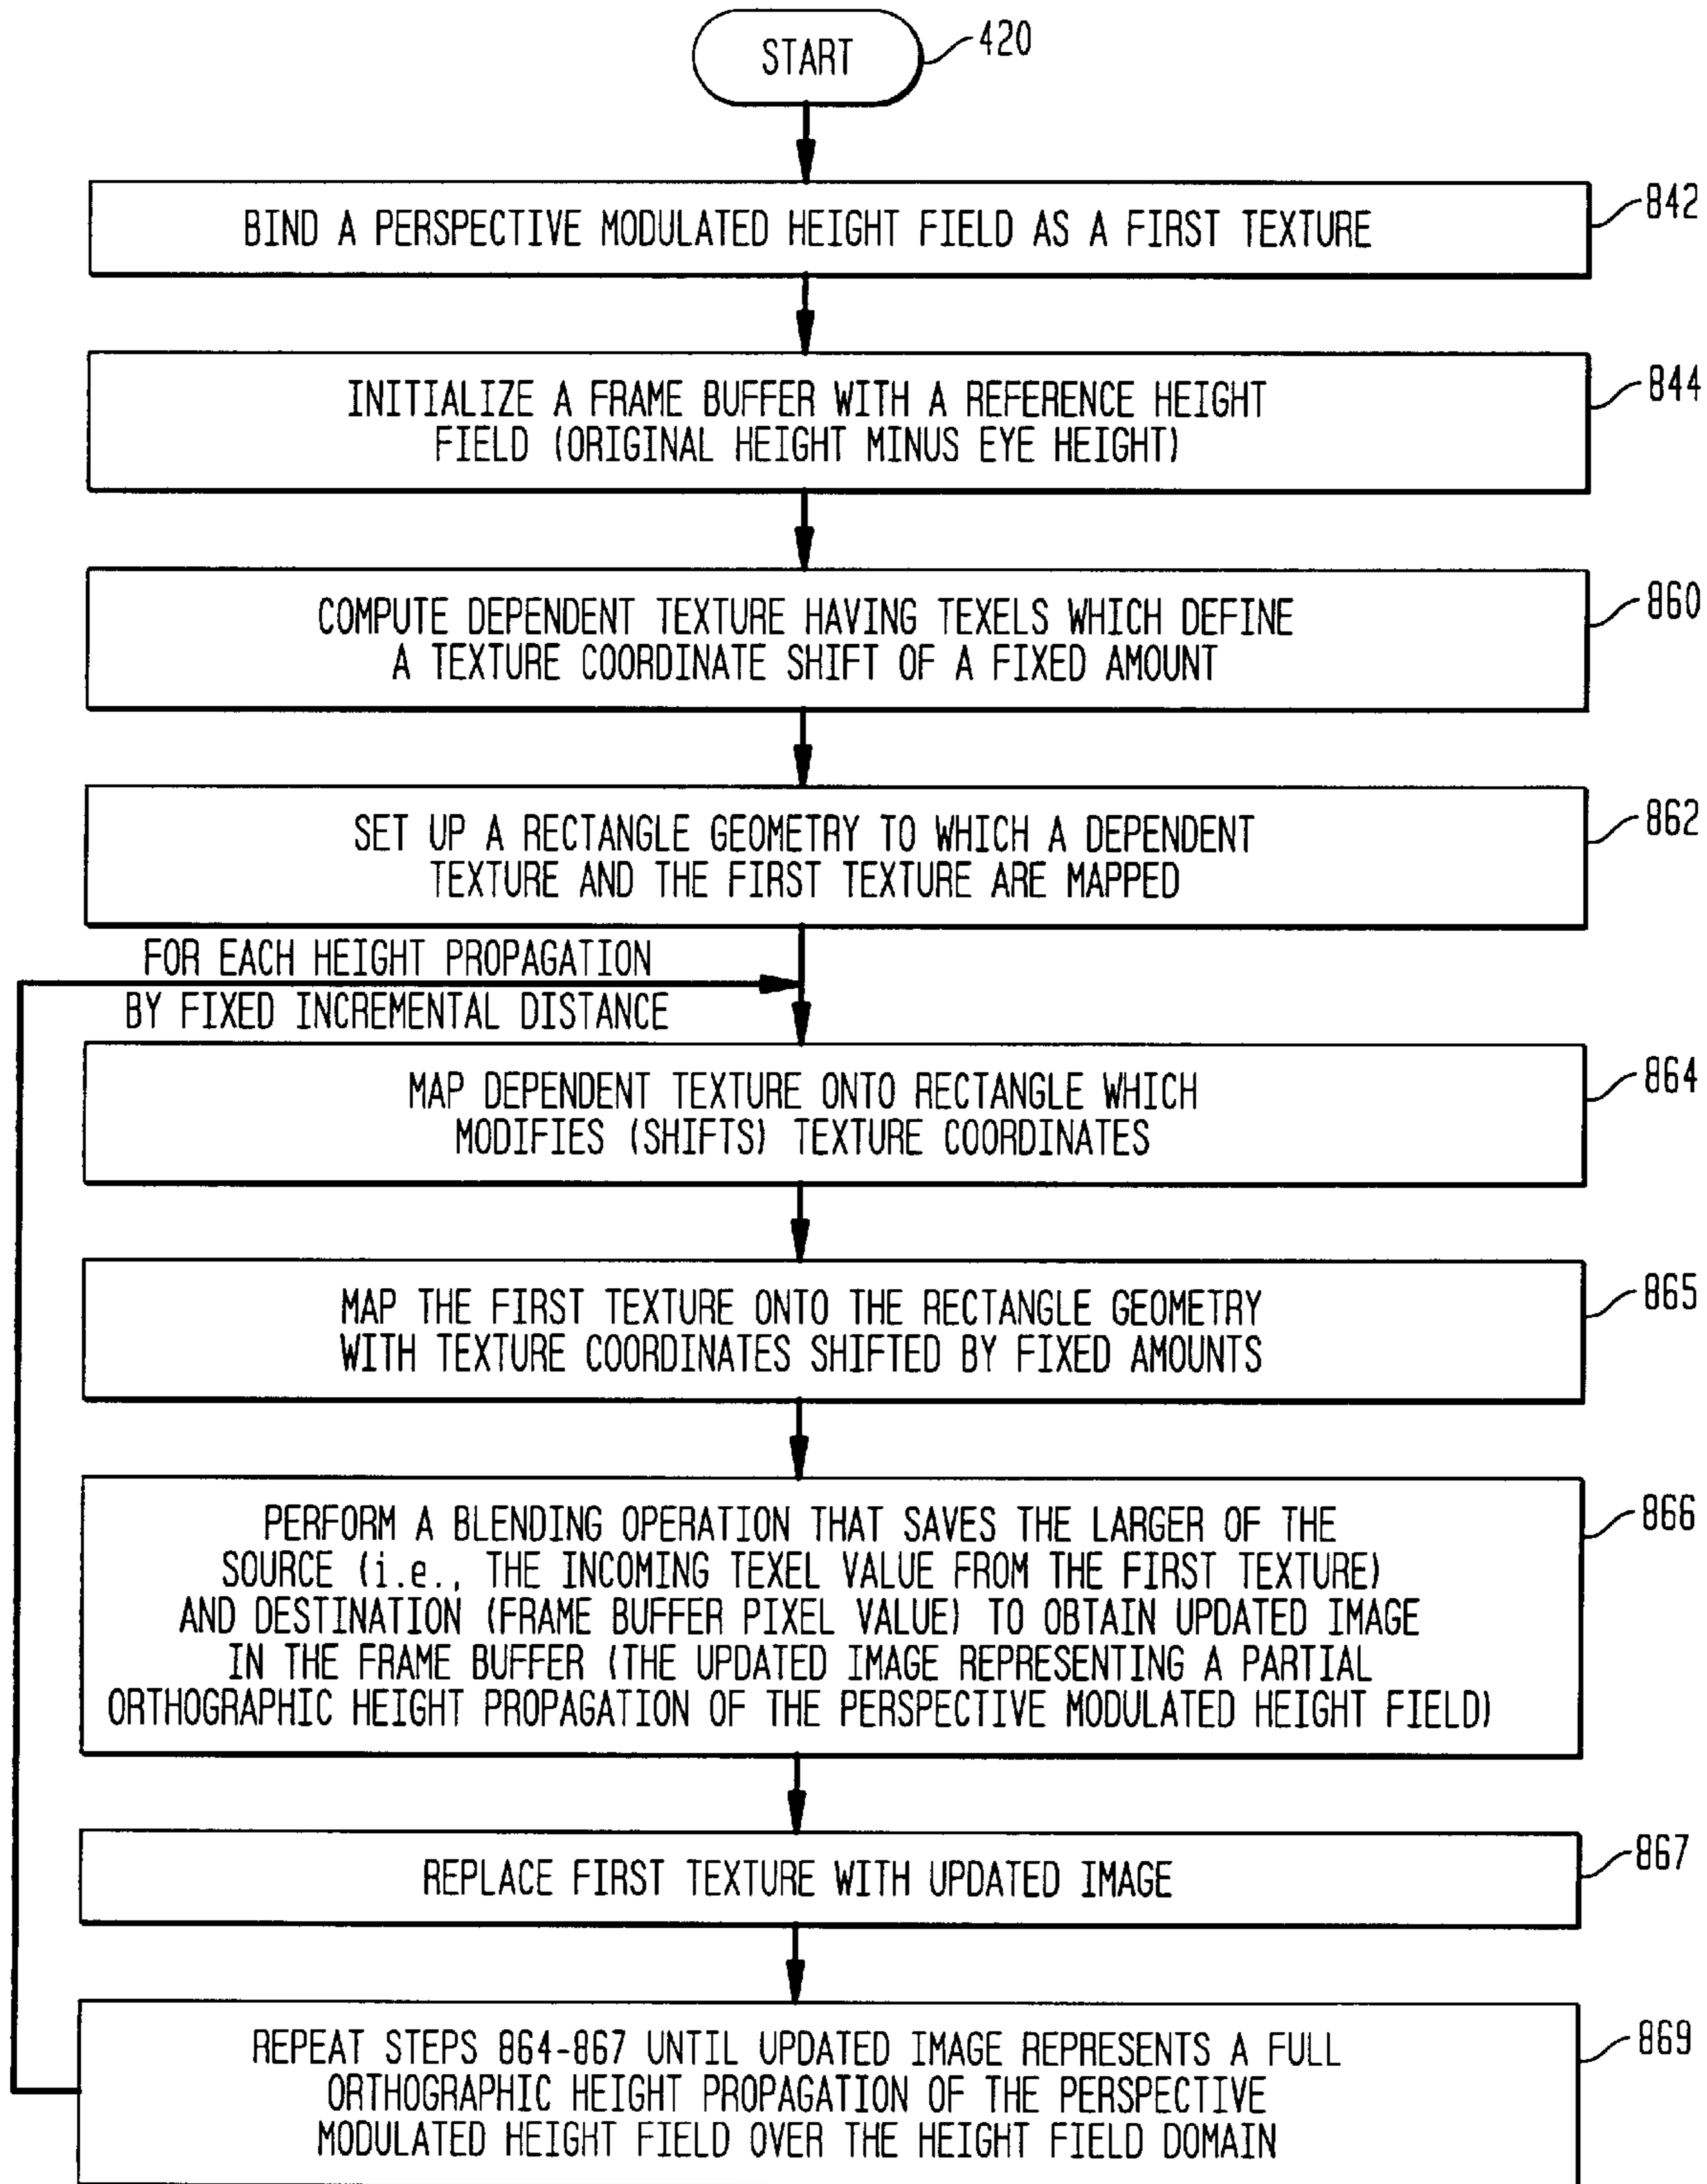 START
420
BIND A PERSPECTIVE MODULATED HEIGHT FIELD AS A FIRST TEXTURE
842
INITIALIZE A FRAME BUFFER WITH A REFERENCE HEIGHT
FIELD (ORIGINAL HEIGHT MINUS EYE HEIGHT)
844
COMPUTE DEPENDENT TEXTURE HAVING TEXELS WHICH DEFINE
A TEXTURE COORDINATE SHIFT OF A FIXED AMOUNT
860
SET UP A RECTANGLE GEOMETRY TO WHICH A DEPENDENT
TEXTURE AND THE FIRST TEXTURE ARE MAPPED
862
FOR EACH HEIGHT PROPAGATION
BY FIXED INCREMENTAL DISTANCE
MAP DEPENDENT TEXTURE ONTO RECTANGLE WHICH
MODIFIES (SHIFTS) TEXTURE COORDINATES
864
MAP THE FIRST TEXTURE ONTO THE RECTANGLE GEOMETRY
WITH TEXTURE COORDINATES SHIFTED BY FIXED AMOUNTS
865
PERFORM A BLENDING OPERATION THAT SAVES THE LARGER OF THE
SOURCE (i.e., THE INCOMING TEXEL VALUE FROM THE FIRST TEXTURE)
AND DESTINATION (FRAME BUFFER PIXEL VALUE) TO OBTAIN UPDATED IMAGE
IN THE FRAME BUFFER (THE UPDATED IMAGE REPRESENTING A PARTIAL
ORTHOGRAPHIC HEIGHT PROPAGATION OF THE PERSPECTIVE MODULATED HEIGHT FIELD)
866
REPLACE FIRST TEXTURE WITH UPDATED IMAGE
867
REPEAT STEPS 864-867 UNTIL UPDATED IMAGE REPRESENTS A FULL
ORTHOGRAPHIC HEIGHT PROPAGATION OF THE PERSPECTIVE
MODULATED HEIGHT FIELD OVER THE HEIGHT FIELD DOMAIN
869